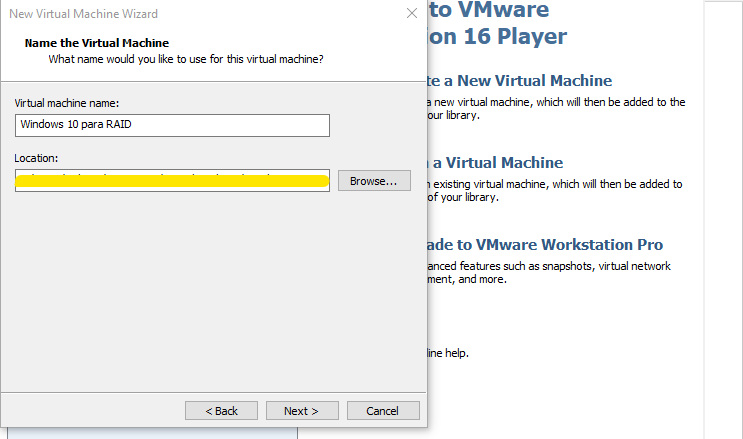 New Virtual Machine Wizard
Name the Virtual Machine
What name would you like to use for this virtual machine?
Virtual machine name:
Windows 10 para RAID
Location:
Browse...
< Back
Next >
Cancel
to VMware
on 16 Player
te a New Virtual Machine
a new virtual machine, which will then be added to the
your library.
n a Virtual Machine
n existing virtual machine, which will then be added to
of your library.
ade to VMware Workstation Pro
anced features such as snapshots, virtual network
ment, and more.
line help.